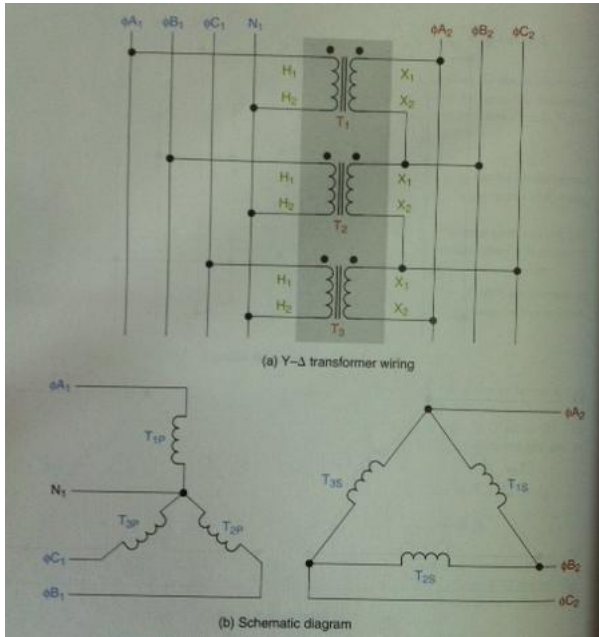 ϕA₁ ϕB₁ ϕC₁ N₁ ϕA₂ ϕB₂ ϕC₂
H₁ X₁
H₂ X₂
T₁
H₁ X₁
H₂ X₂
T₂
H₁ X₁
H₂ X₂
T₃
(a) Y–Δ transformer wiring
ϕA₁
ϕA₂
T₁P
T₃S T₁S
N₁
T₃P T₂P
ϕC₁ ϕB₂
T₂S
ϕB₁ ϕC₂
(b) Schematic diagram